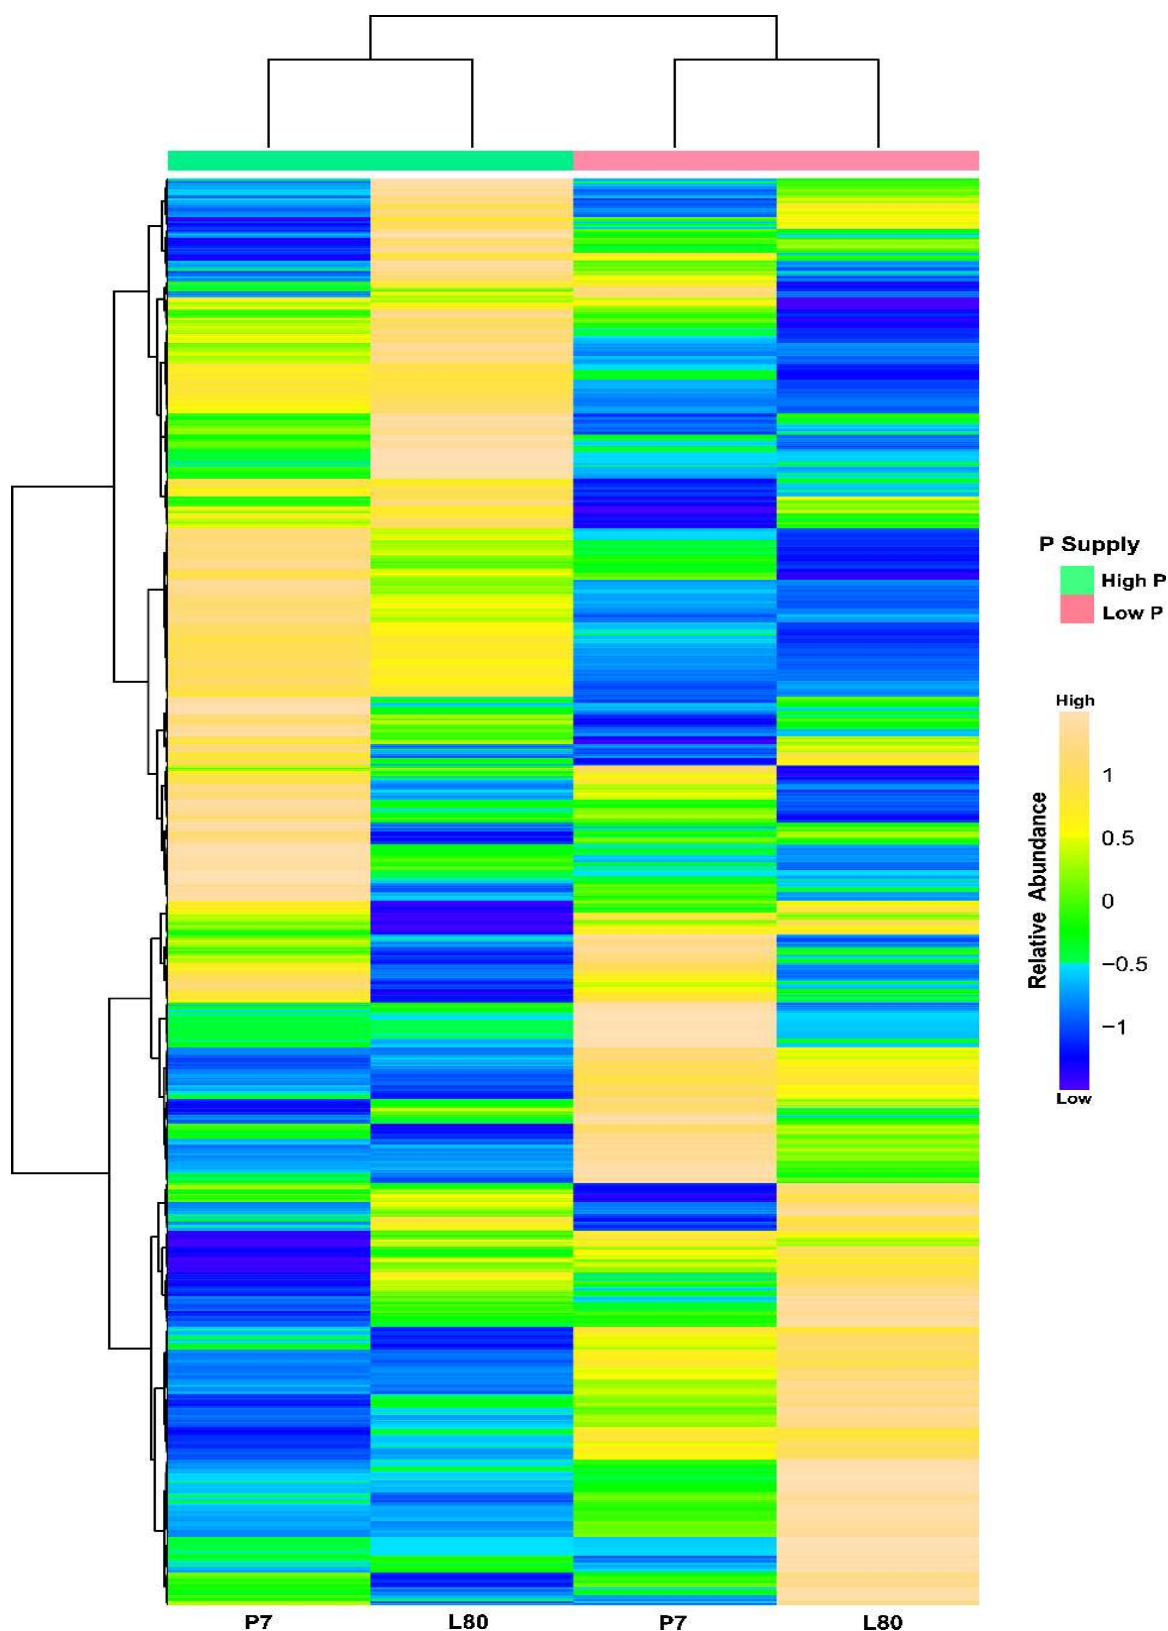 P Supply
High P
Low P
High
1
0.5
0
−0.5
−1
Low
Relative Abundance
P7 L80 P7 L80